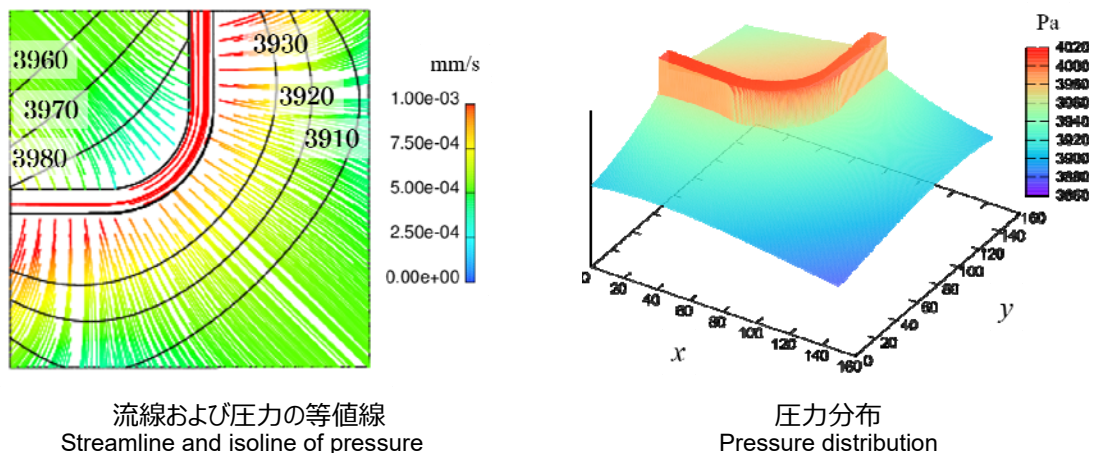 3960
3970
3980
3930
3920
3910
mm/s
1.00e-03
7.50e-04
5.00e-04
2.50e-04
0.00e+00
Pa
4020
4000
3980
3960
3940
3920
3900
3880
3860
0
20
40
60
80
100
120
140
160
x
0
20
40
60
80
100
120
140
160
y
流線および圧力の等値線
Streamline and isoline of pressure
圧力分布
Pressure distribution